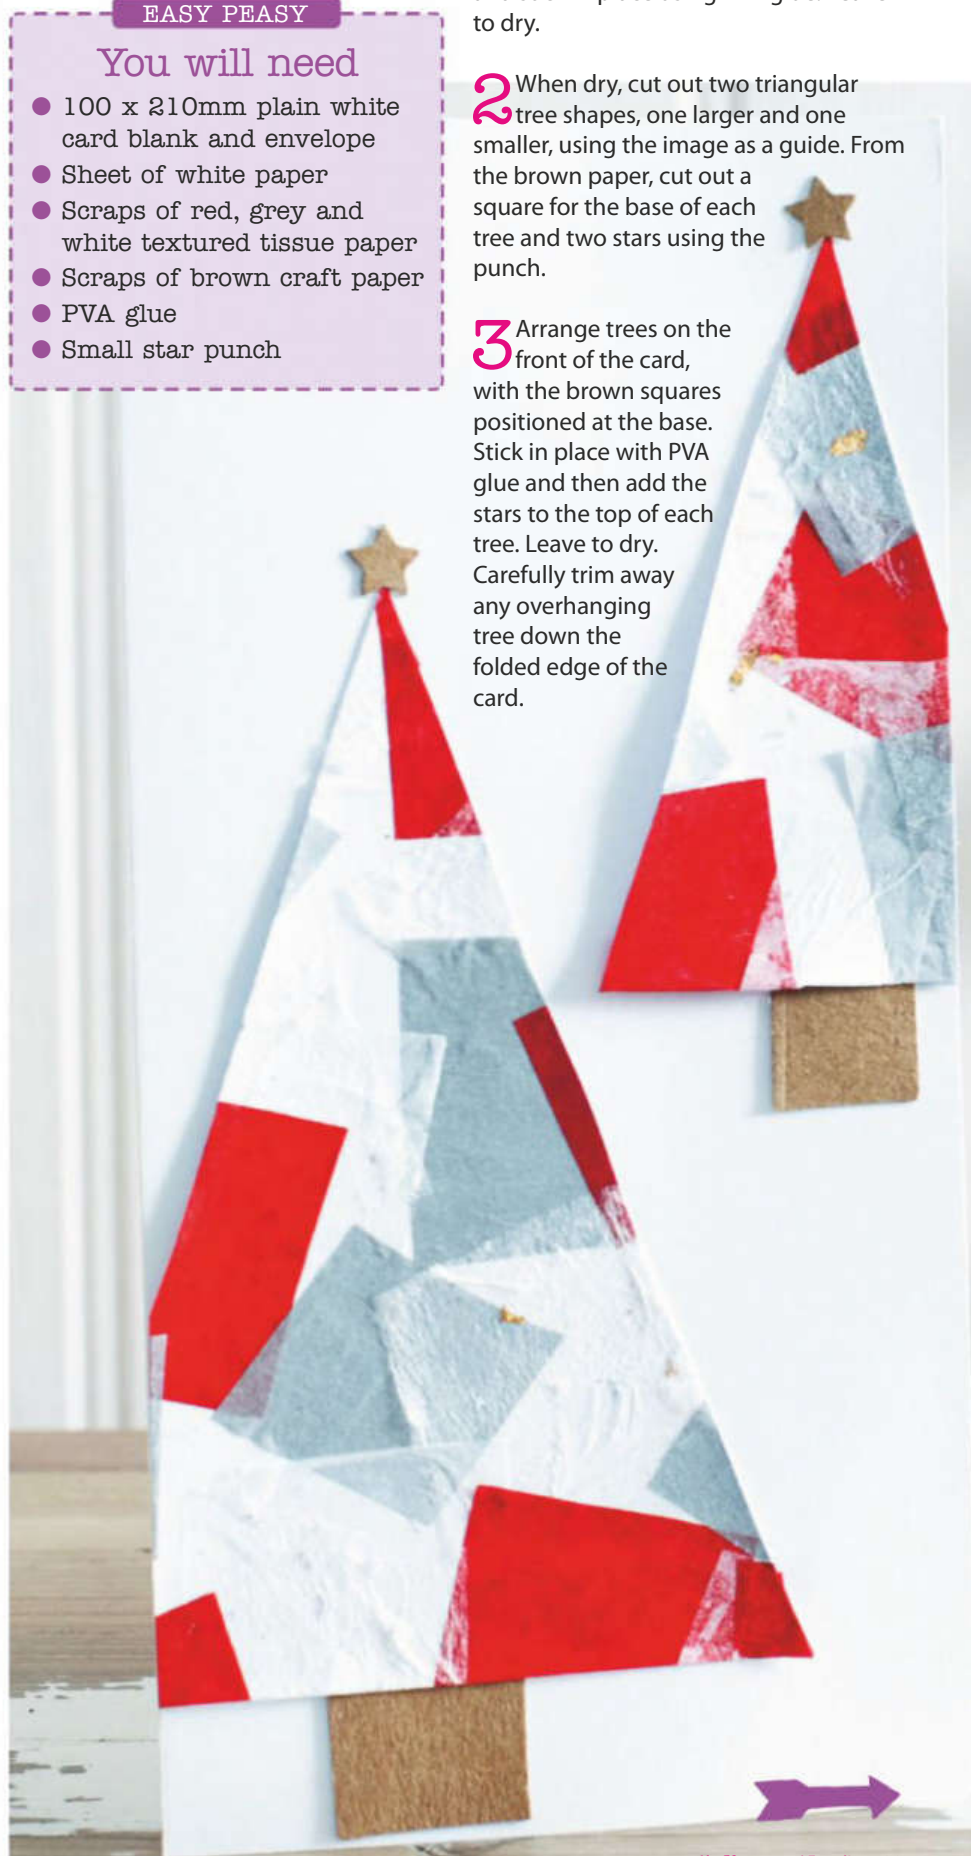 EASY PEASY
You will need
100 x 210mm plain white
card blank and envelope
Sheet of white paper
Scraps of red, grey and
white textured tissue paper
Scraps of brown craft paper
PVA glue
Small star punch
to dry.
2 When dry, cut out two triangular
tree shapes, one larger and one
smaller, using the image as a guide. From
the brown paper, cut out a
square for the base of each
tree and two stars using the
punch.
3 Arrange trees on the
front of the card,
with the brown squares
positioned at the base.
Stick in place with PVA
glue and then add the
stars to the top of each
tree. Leave to dry.
Carefully trim away
any overhanging
tree down the
folded edge of the
card.